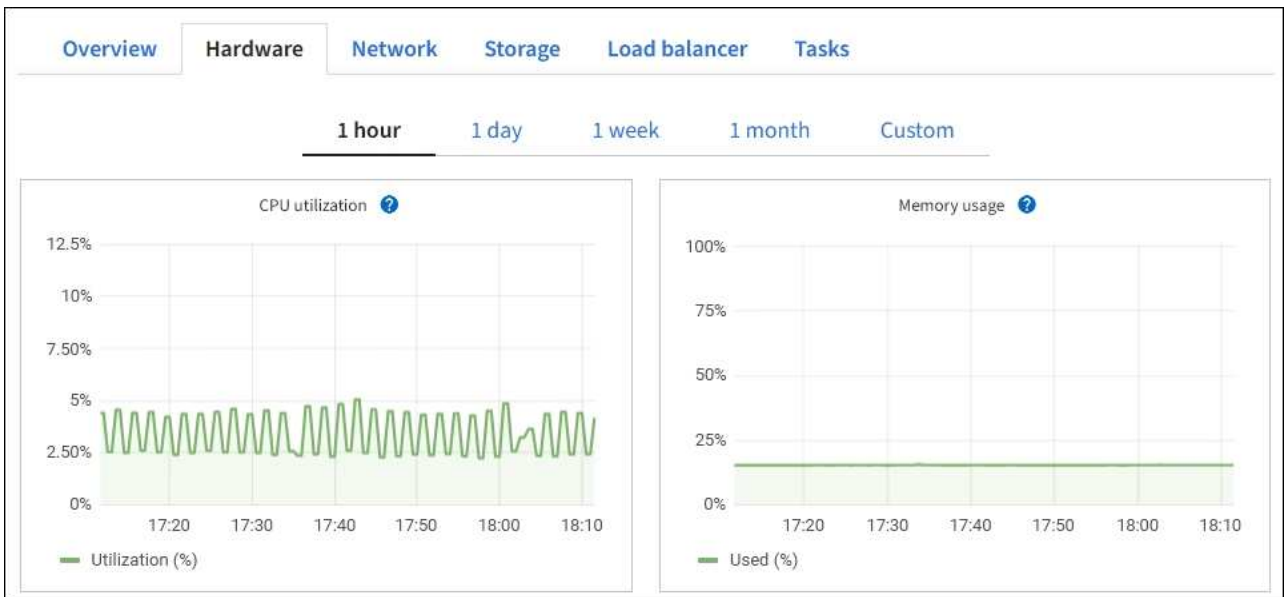 Overview Hardware Network Storage Load balancer Tasks
1 hour 1 day 1 week 1 month Custom
CPU utilization ?
12.5%
10%
7.50%
5%
2.50%
0%
17:20 17:30 17:40 17:50 18:00 18:10
Utilization (%)
Memory usage ?
100%
75%
50%
25%
0%
17:20 17:30 17:40 17:50 18:00 18:10
Used (%)